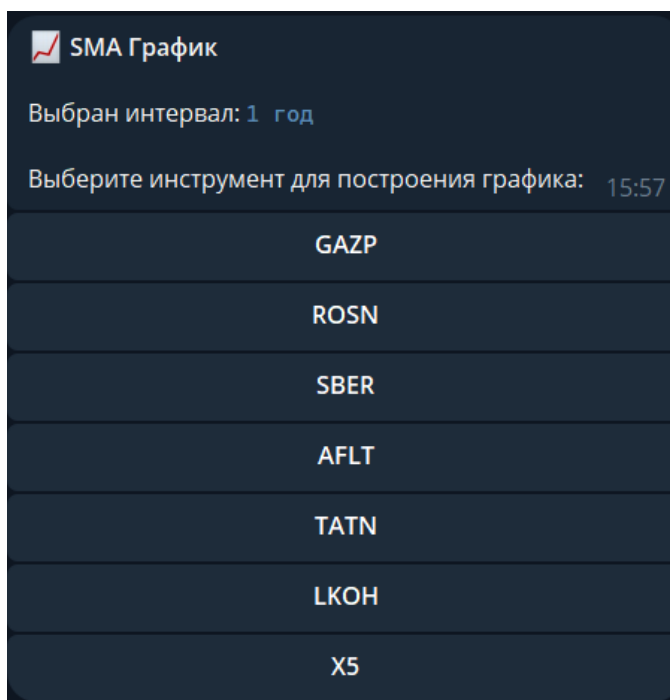 SMA График
Выбран интервал: 1 год
Выберите инструмент для построения графика:
15:57
GAZP
ROSN
SBER
AFLT
TATN
LKOH
X5